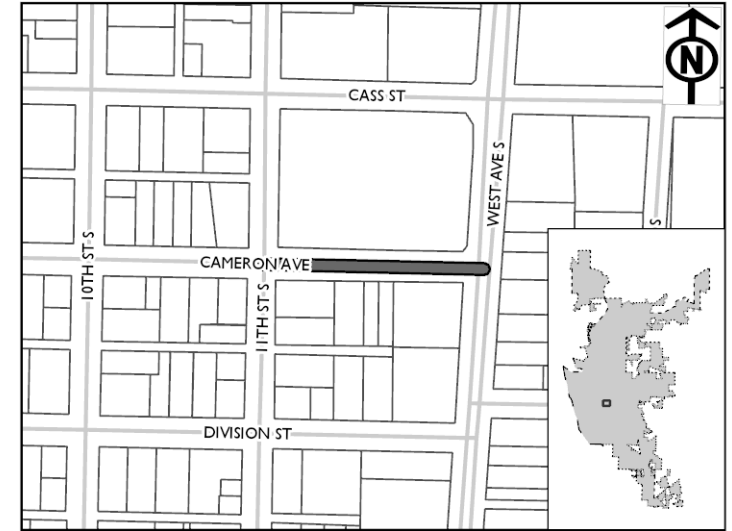 N
CASS ST
WEST AVE S
S
10TH ST S
CAMERON AVE
11TH ST S
DIVISION ST